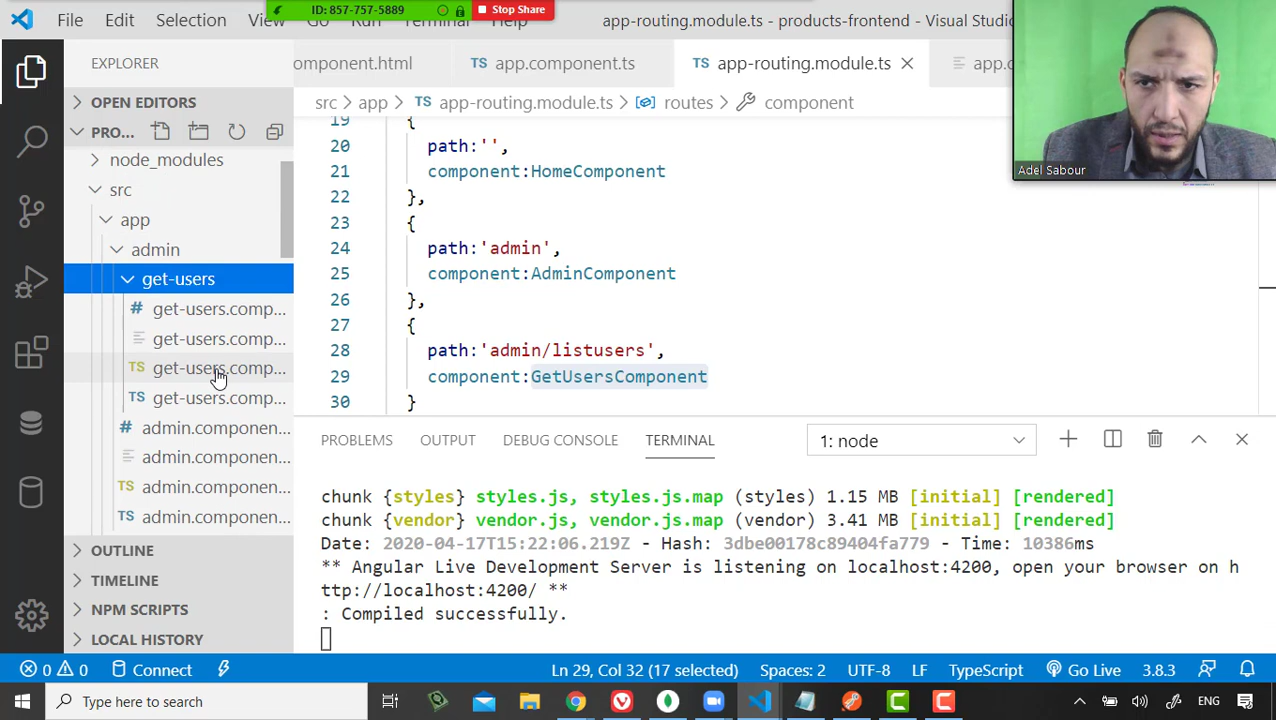 File Edit Selection
ID: 857-757-5889
Stop Share
app-routing.module.ts - products-frontend - Visual Studio
EXPLORER
OPEN EDITORS
PRO...
node_modules
src
app
admin
get-users
get-users.comp...
get-users.comp...
get-users.comp...
get-users.comp...
admin.componen...
admin.componen...
admin.componen...
admin.componen...
OUTLINE
TIMELINE
NPM SCRIPTS
LOCAL HISTORY
omponent.html
TS app.component.ts
TS app-routing.module.ts
app.c
src > app > TS app-routing.module.ts > routes > component
19 {
20 path:'',
21 component:HomeComponent
22 },
23 {
24 path:'admin',
25 component:AdminComponent
26 },
27 {
28 path:'admin/listusers',
29 component:GetUsersComponent
30 }
Adel Sabour
PROBLEMS OUTPUT DEBUG CONSOLE TERMINAL 1: node
chunk {styles} styles.js, styles.js.map (styles) 1.15 MB [initial] [rendered]
chunk {vendor} vendor.js, vendor.js.map (vendor) 3.41 MB [initial] [rendered]
Date: 2020-04-17T15:22:06.219Z - Hash: 3dbe00178c89404fa779 - Time: 10386ms
** Angular Live Development Server is listening on localhost:4200, open your browser on h
ttp://localhost:4200/ **
: Compiled successfully.
0 0 Connect
Ln 29, Col 32 (17 selected) Spaces: 2 UTF-8 LF TypeScript Go Live 3.8.3
Type here to search
ENG